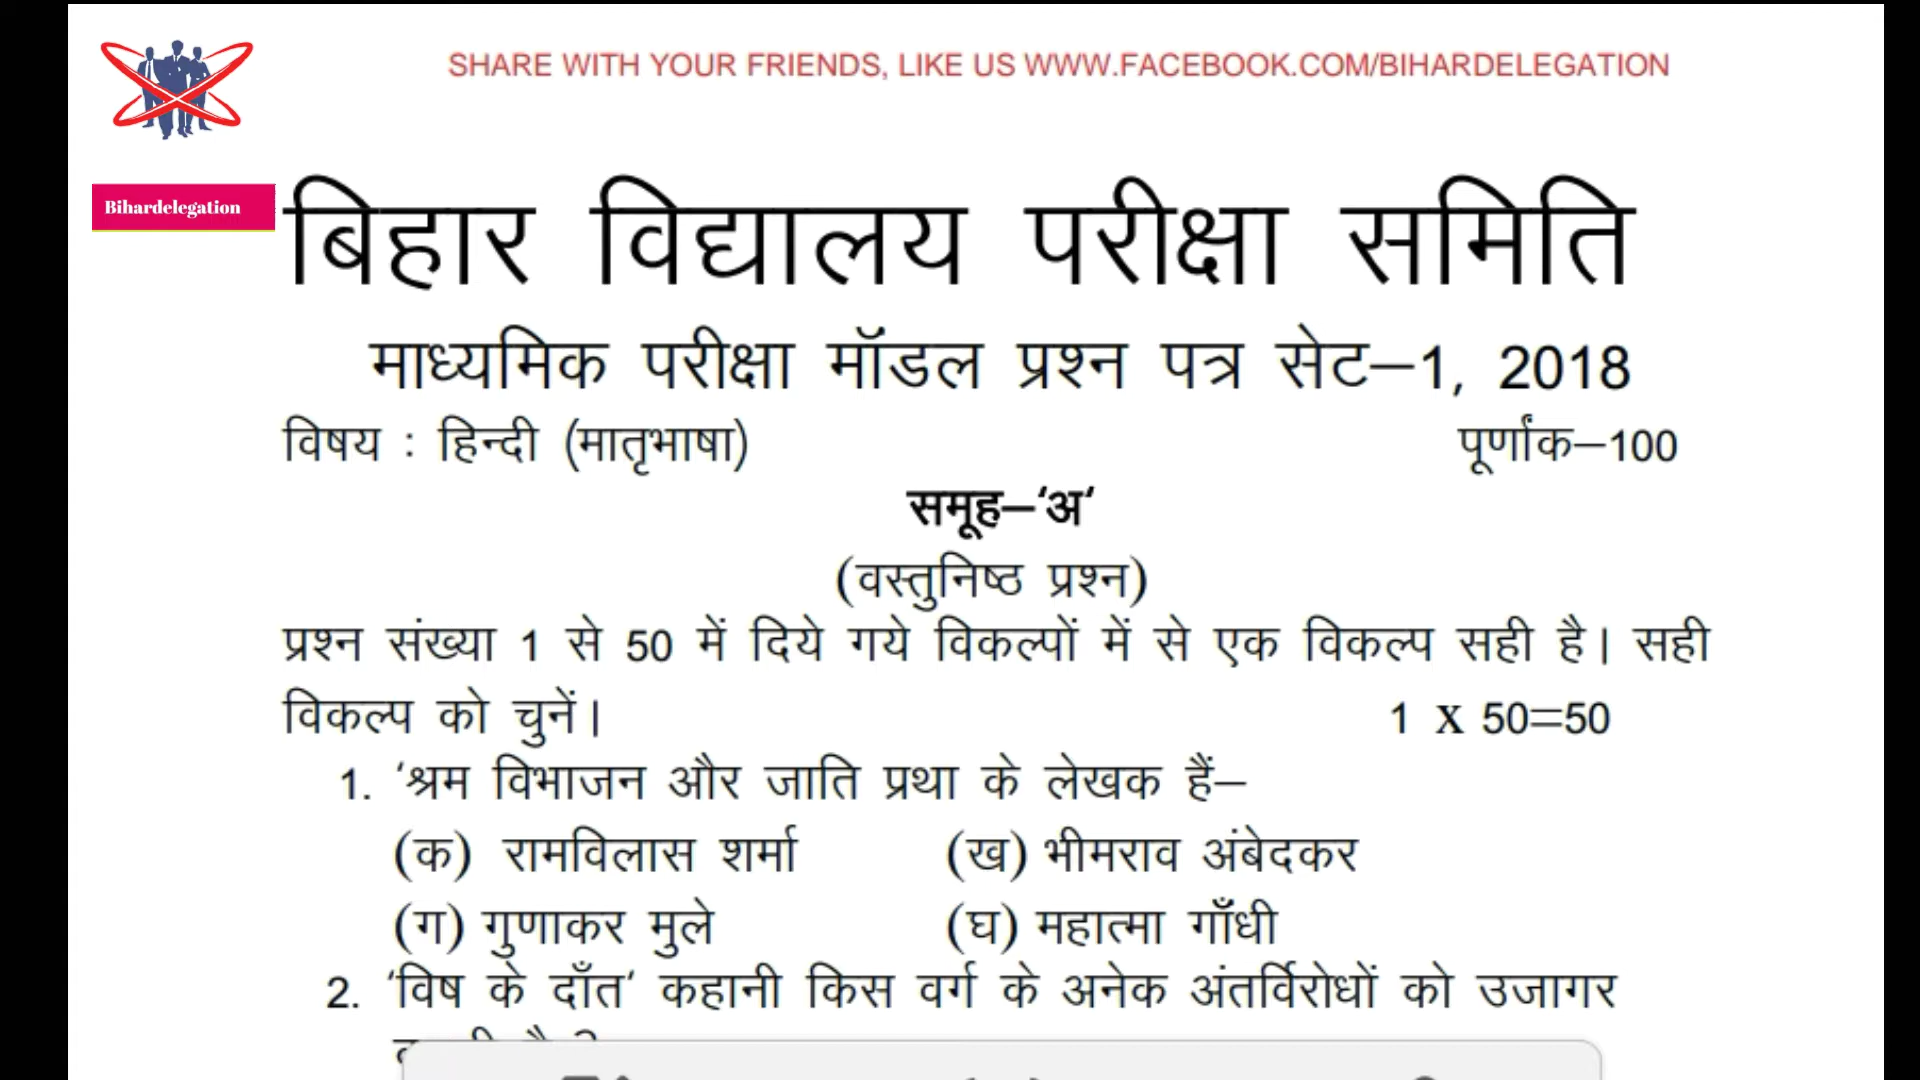 SHARE WITH YOUR FRIENDS, LIKE US WWW.FACEBOOK.COM/BIHARDELEGATION
Bihardelegation
बिहार विद्यालय परीक्षा समिति
माध्यमिक परीक्षा मॉडल प्रश्न पत्र सेट–1, 2018
विषय : हिन्दी (मातृभाषा) पूर्णांक–100
समूह–‘अ‘
(वस्तुनिष्ठ प्रश्न)
प्रश्न संख्या 1 से 50 में दिये गये विकल्पों में से एक विकल्प सही है। सही
विकल्प को चुनें। 1 x 50=50
1. ‘श्रम विभाजन और जाति प्रथा के लेखक हैं–
(क) रामविलास शर्मा (ख) भीमराव अंबेदकर
(ग) गुणाकर मुले (घ) महात्मा गाँधी
2. ‘विष के दाँत‘ कहानी किस वर्ग के अनेक अंतर्विरोधों को उजागर